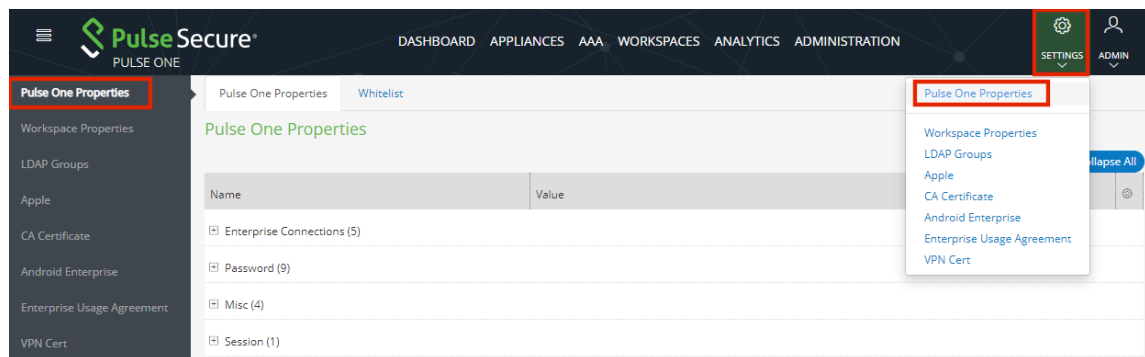 Pulse Secure®
PULSE ONE
DASHBOARD APPLIANCES AAA WORKSPACES ANALYTICS ADMINISTRATION
SETTINGS
ADMIN
Pulse One Properties
Workspace Properties
LDAP Groups
Apple
CA Certificate
Android Enterprise
Enterprise Usage Agreement
VPN Cert
Pulse One Properties Whitelist
Pulse One Properties
Name Value
Enterprise Connections (5)
Password (9)
Misc (4)
Session (1)
Pulse One Properties
Workspace Properties
LDAP Groups
Apple
CA Certificate
Android Enterprise
Enterprise Usage Agreement
VPN Cert
llapse All